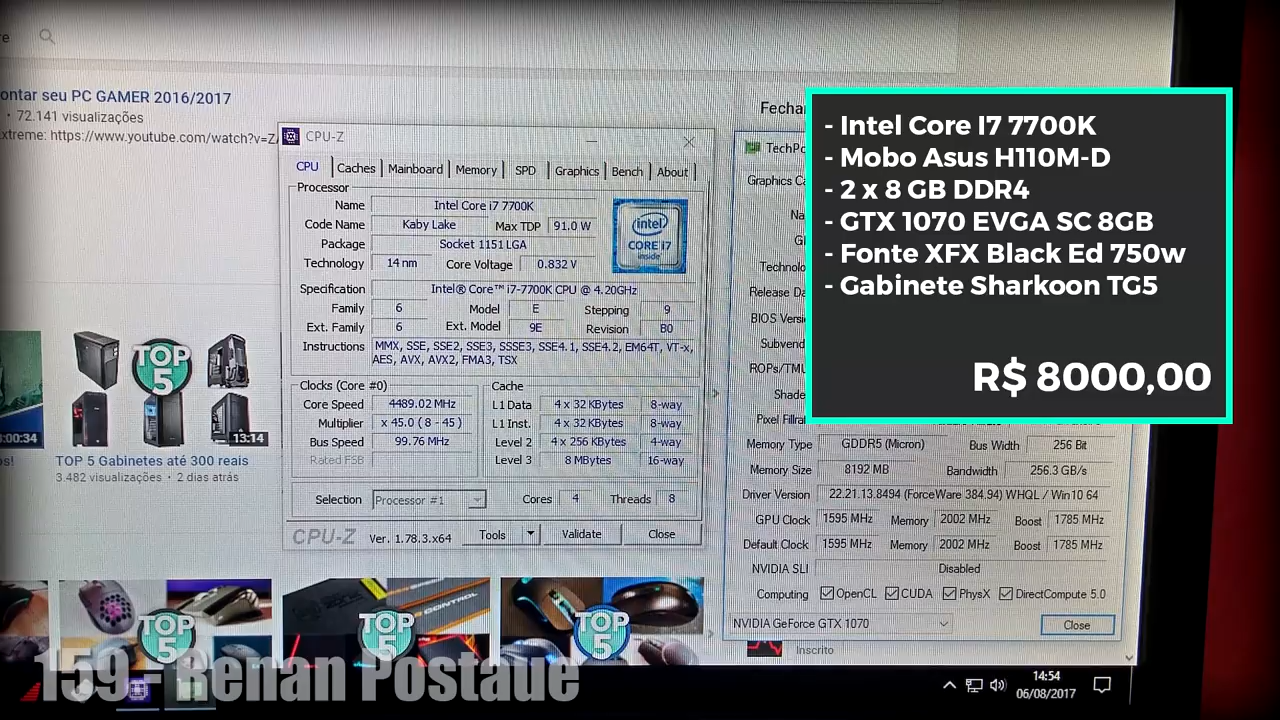 re
ontar seu PC GAMER 2016/2017
• 72.141 visualizações
xtreme: https://www.youtube.com/watch?v=Z
CPU-Z
CPU Caches Mainboard Memory SPD Graphics Bench About
Processor
Name Intel Core i7 7700K
Code Name Kaby Lake Max TDP 91.0 W
Package Socket 1151 LGA
Technology 14 nm Core Voltage 0.832 V
Specification Intel® Core™ i7-7700K CPU @ 4.20GHz
Family 6 Model E Stepping 9
Ext. Family 6 Ext. Model 9E Revision B0
Instructions MMX, SSE, SSE2, SSE3, SSSE3, SSE4.1, SSE4.2, EM64T, VT-x,
AES, AVX, AVX2, FMA3, TSX
intel
CORE i7
inside
Clocks (Core #0)
Core Speed 4489.02 MHz
Multiplier x 45.0 ( 8 - 45 )
Bus Speed 99.76 MHz
Rated FSB
Cache
L1 Data 4 x 32 KBytes 8-way
L1 Inst. 4 x 32 KBytes 8-way
Level 2 4 x 256 KBytes 4-way
Level 3 8 MBytes 16-way
Selection Processor #1 Cores 4 Threads 8
CPU-Z Ver. 1.78.3.x64 Tools Validate Close
Fechar
TechPo
Graphics Ca
Na
G
Technolo
Release Da
BIOS Versi
Subvend
ROPs/TMU
Shade
Pixel Fillra
Memory Type GDDR5 (Micron) Bus Width 256 Bit
Memory Size 8192 MB Bandwidth 256.3 GB/s
Driver Version 22.21.13.8494 (ForceWare 384.94) WHQL / Win10 64
GPU Clock 1595 MHz Memory 2002 MHz Boost 1785 MHz
Default Clock 1595 MHz Memory 2002 MHz Boost 1785 MHz
NVIDIA SLI Disabled
Computing OpenCL CUDA PhysX DirectCompute 5.0
NVIDIA GeForce GTX 1070 Close
Inscrito
- Intel Core I7 7700K
- Mobo Asus H110M-D
- 2 x 8 GB DDR4
- GTX 1070 EVGA SC 8GB
- Fonte XFX Black Ed 750w
- Gabinete Sharkoon TG5
R$ 8000,00
TOP
5
3:00:34
13:14
s!
TOP 5 Gabinetes até 300 reais
3.482 visualizações • 2 dias atrás
TOP
5
TOP
5
TOP
5
159 - Renan Postaue
14:54
06/08/2017